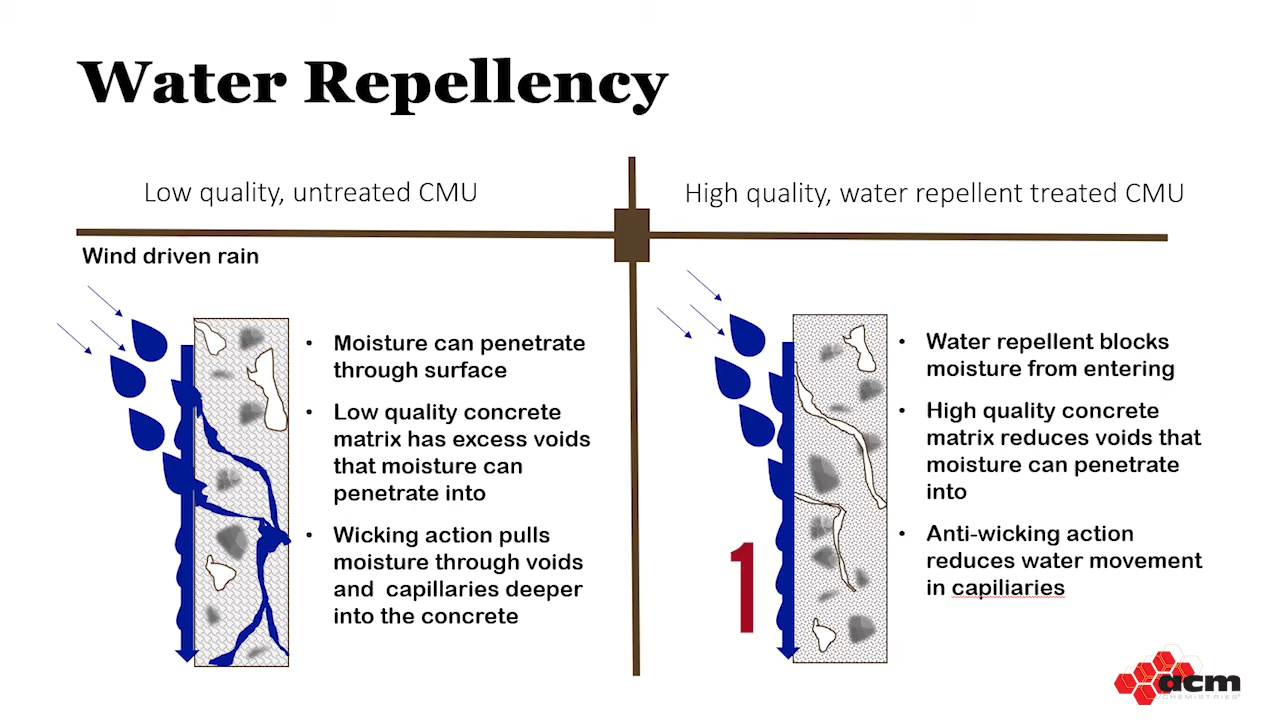 Water Repellency
Low quality, untreated CMU
High quality, water repellent treated CMU
Wind driven rain
• Moisture can penetrate
through surface
• Low quality concrete
matrix has excess voids
that moisture can
penetrate into
• Wicking action pulls
moisture through voids
and capillaries deeper
into the concrete
• Water repellent blocks
moisture from entering
• High quality concrete
matrix reduces voids that
moisture can penetrate
into
• Anti-wicking action
reduces water movement
in capiliaries
1
acm
CHEMISTRIES